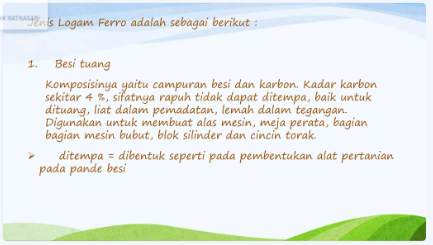 Jenis Logam Ferro adalah sebagai berikut :
1. Besi tuang
Komposisinya yaitu campuran besi dan karbon. Kadar karbon
sekitar 4 %, sifatnya rapuh tidak dapat ditempa, baik untuk
dituang, liat dalam pemadatan, lemah dalam tegangan.
Digunakan untuk membuat alas mesin, meja perata, bagian
bagian mesin bubut, blok silinder dan cincin torak.
➢ ditempa = dibentuk seperti pada pembentukan alat pertanian
pada pande besi